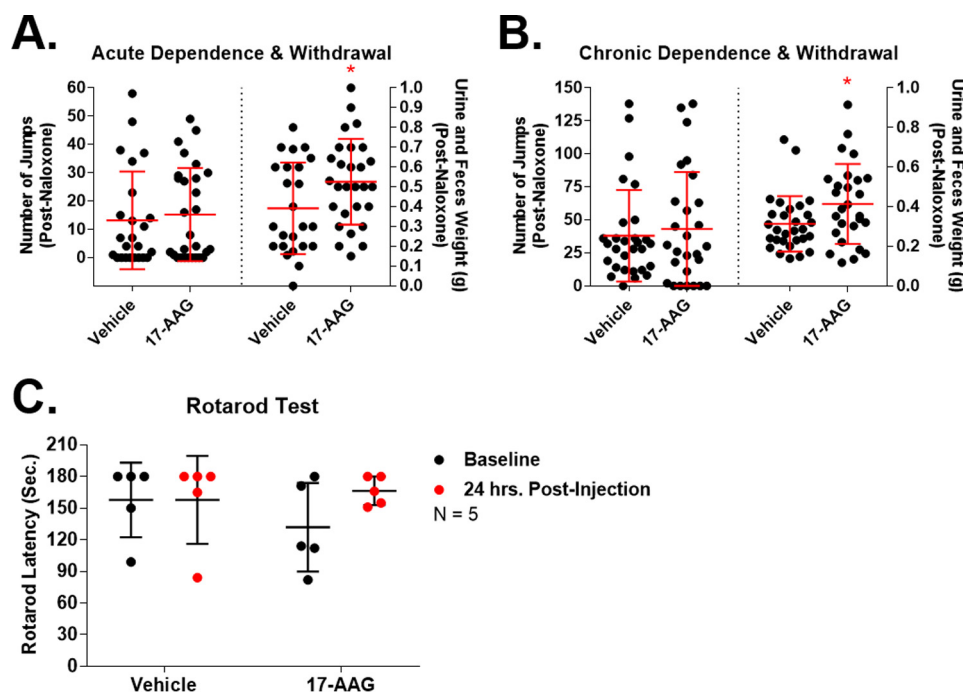 A.
Acute Dependence & Withdrawal
*
60
50
40
30
20
10
0
Number of Jumps
(Post-Naloxone)
1.0
0.9
0.8
0.7
0.6
0.5
0.4
0.3
0.2
0.1
0.0
Urine and Feces Weight (g)
(Post-Naloxone)
Vehicle
17-AAG
Vehicle
17-AAG
B.
Chronic Dependence & Withdrawal
*
150
125
100
75
50
25
0
Number of Jumps
(Post-Naloxone)
1.0
0.8
0.6
0.4
0.2
0.0
Urine and Feces Weight (g)
(Post-Naloxone)
Vehicle
17-AAG
Vehicle
17-AAG
C.
Rotarod Test
210
180
150
120
90
60
30
0
Rotarod Latency (Sec.)
Vehicle
17-AAG
Baseline
24 hrs. Post-Injection
N = 5